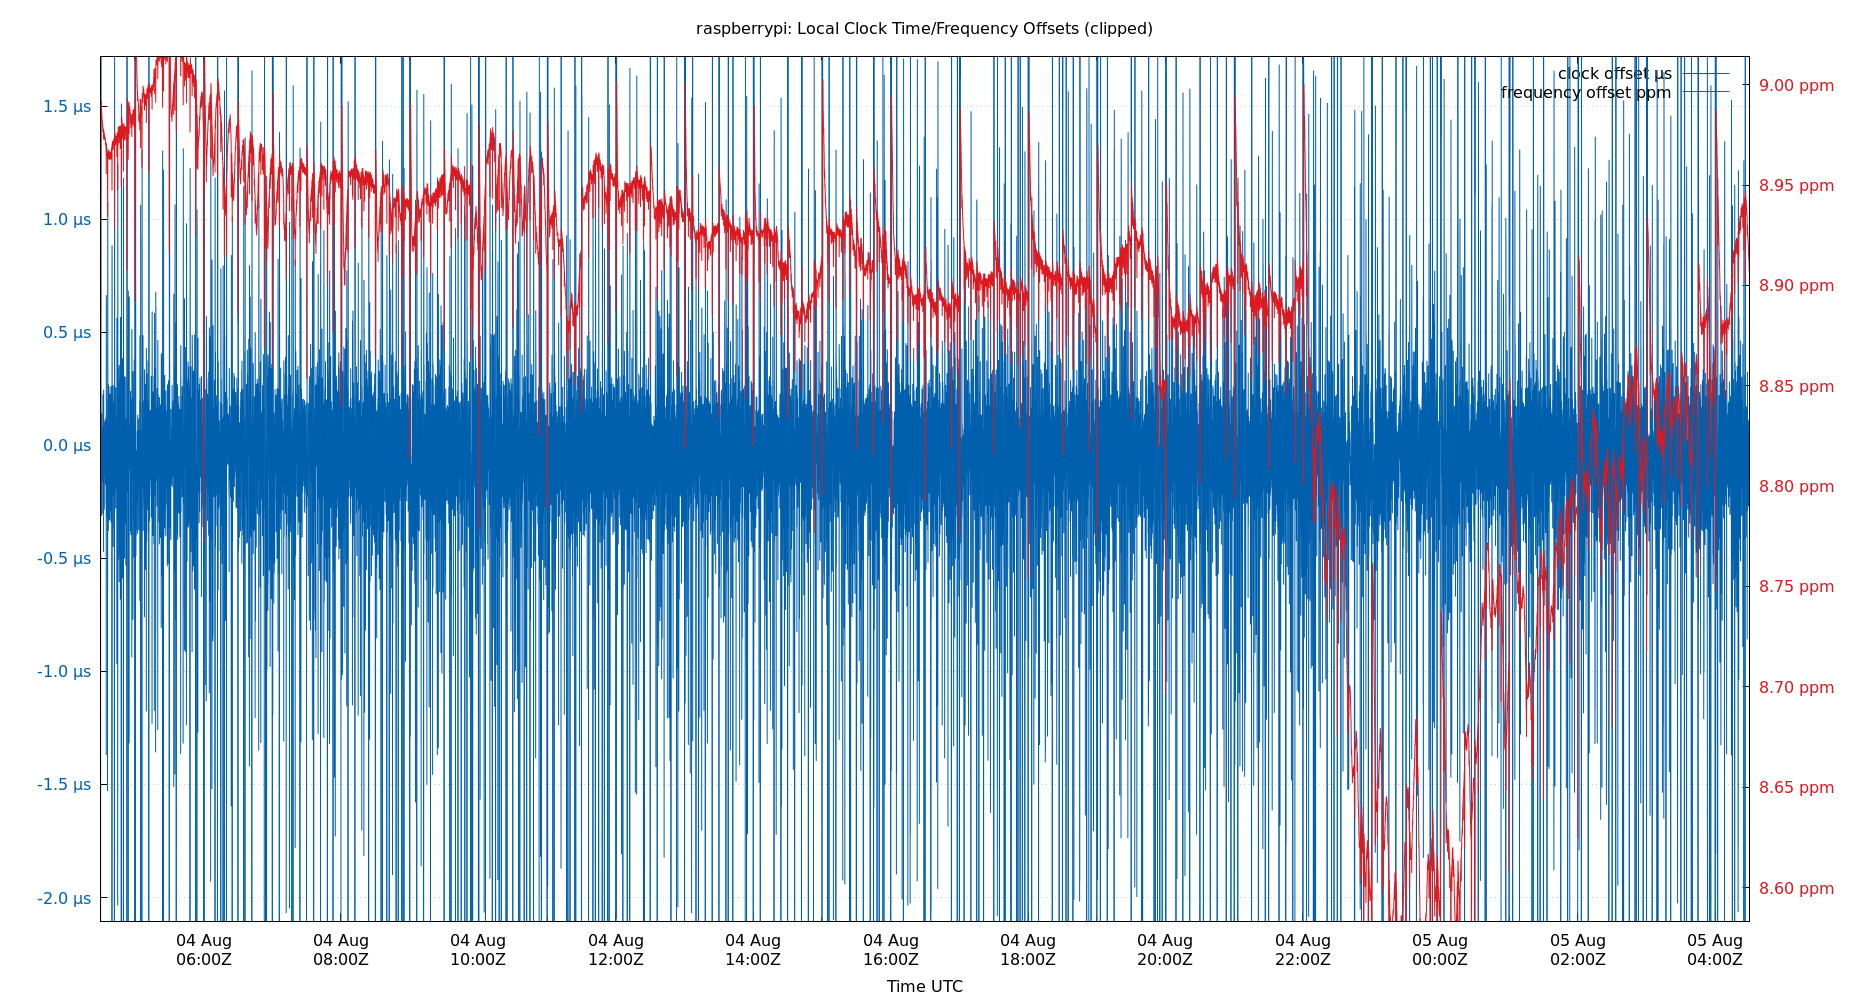 raspberrypi: Local Clock Time/Frequency Offsets (clipped)
clock offset µs
frequency offset ppm
1.5 µs
1.0 µs
0.5 µs
0.0 µs
-0.5 µs
-1.0 µs
-1.5 µs
-2.0 µs
9.00 ppm
8.95 ppm
8.90 ppm
8.85 ppm
8.80 ppm
8.75 ppm
8.70 ppm
8.65 ppm
8.60 ppm
04 Aug 04 Aug 04 Aug 04 Aug 04 Aug 04 Aug 04 Aug 04 Aug 04 Aug 05 Aug 05 Aug 05 Aug
06:00Z 08:00Z 10:00Z 12:00Z 14:00Z 16:00Z 18:00Z 20:00Z 22:00Z 00:00Z 02:00Z 04:00Z
Time UTC